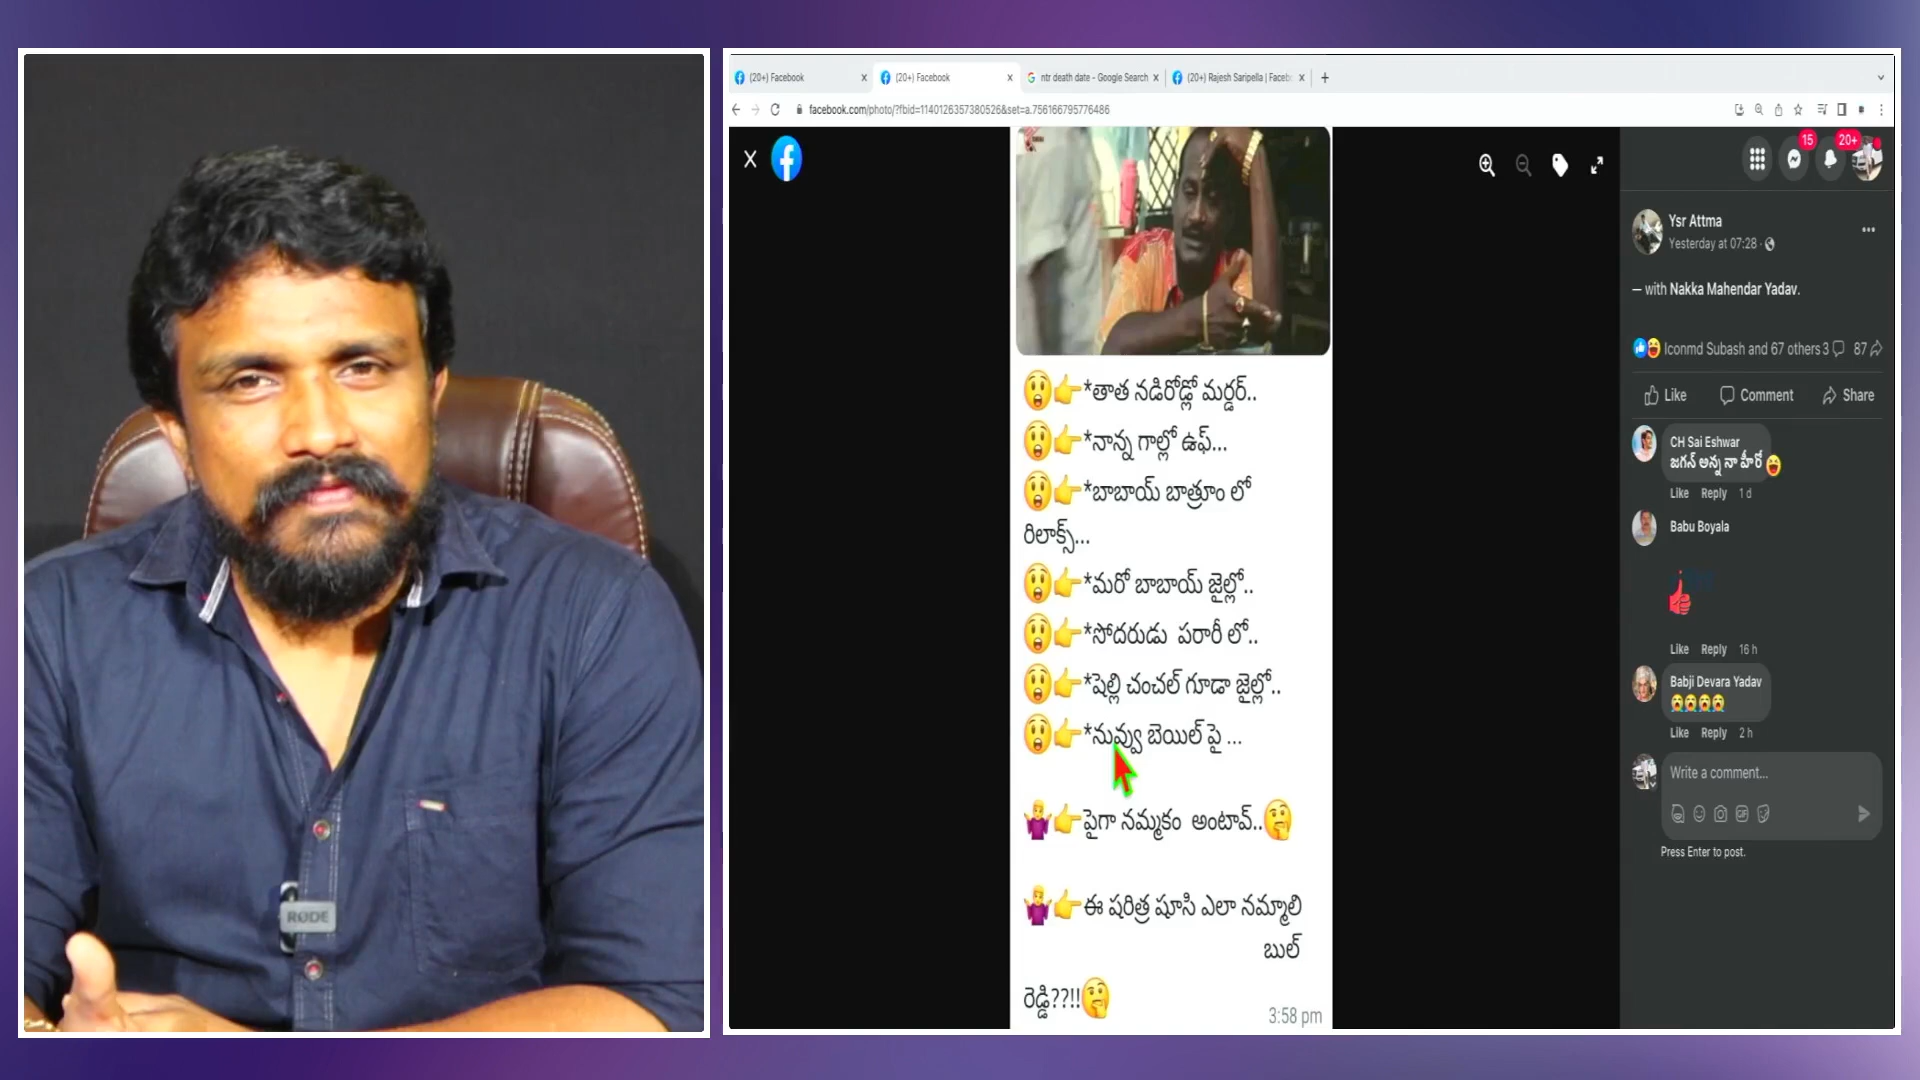 (20+) Facebook
(20+) Facebook
ntr death date - Google Search
(20+) Rajesh Saripella | Faceb
facebook.com/photo/?fbid=1140126357380526&set=a.756166795776486
15
20+
Ysr Attma
Yesterday at 07:28
— with Nakka Mahendar Yadav.
Iconmd Subash and 67 others 3 87
Like Comment Share
CH Sai Eshwar
జగన్ అన్న నా హీరో 😆
Like Reply 1 d
Babu Boyala
Like Reply 16 h
Babji Devara Yadav
😭😭😭😭
Like Reply 2 h
Write a comment...
GIF
Press Enter to post.
😲👉*తాత నడిరోడ్లో మర్డర్..
😲👉*నాన్న గాల్లో ఉఫ్...
😲👉*బాబాయ్ బాత్రూం లో
రిలాక్స్...
😲👉*మరో బాబాయ్ జైల్లో..
😲👉*సోదరుడు పరారీ లో..
😲👉*షెల్లి చంచల్ గూడా జైల్లో..
😲👉*నువ్వు బెయిల్ పై ...
🤷👉పైగా నమ్మకం అంటావ్..🤔
🤷👉ఈ షరిత్ర షూసి ఎలా నమ్మాలి
బుల్
రెడ్డి??!!🤔
3:58 pm
RØDE